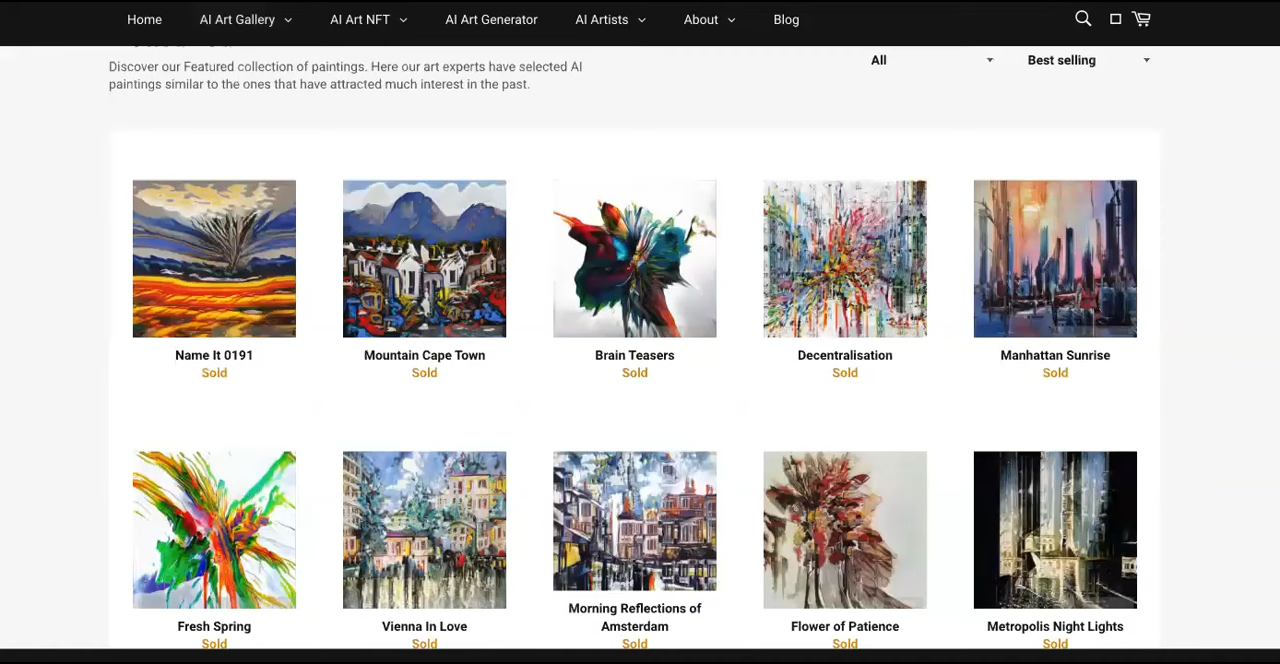 Home AI Art Gallery AI Art NFT AI Art Generator AI Artists About Blog
Discover our Featured collection of paintings. Here our art experts have selected AI
paintings similar to the ones that have attracted much interest in the past.
All Best selling
Name It 0191 Mountain Cape Town Brain Teasers Decentralisation Manhattan Sunrise
Sold Sold Sold Sold Sold
Fresh Spring Vienna In Love Morning Reflections of Amsterdam Flower of Patience Metropolis Night Lights
Sold Sold Sold Sold Sold